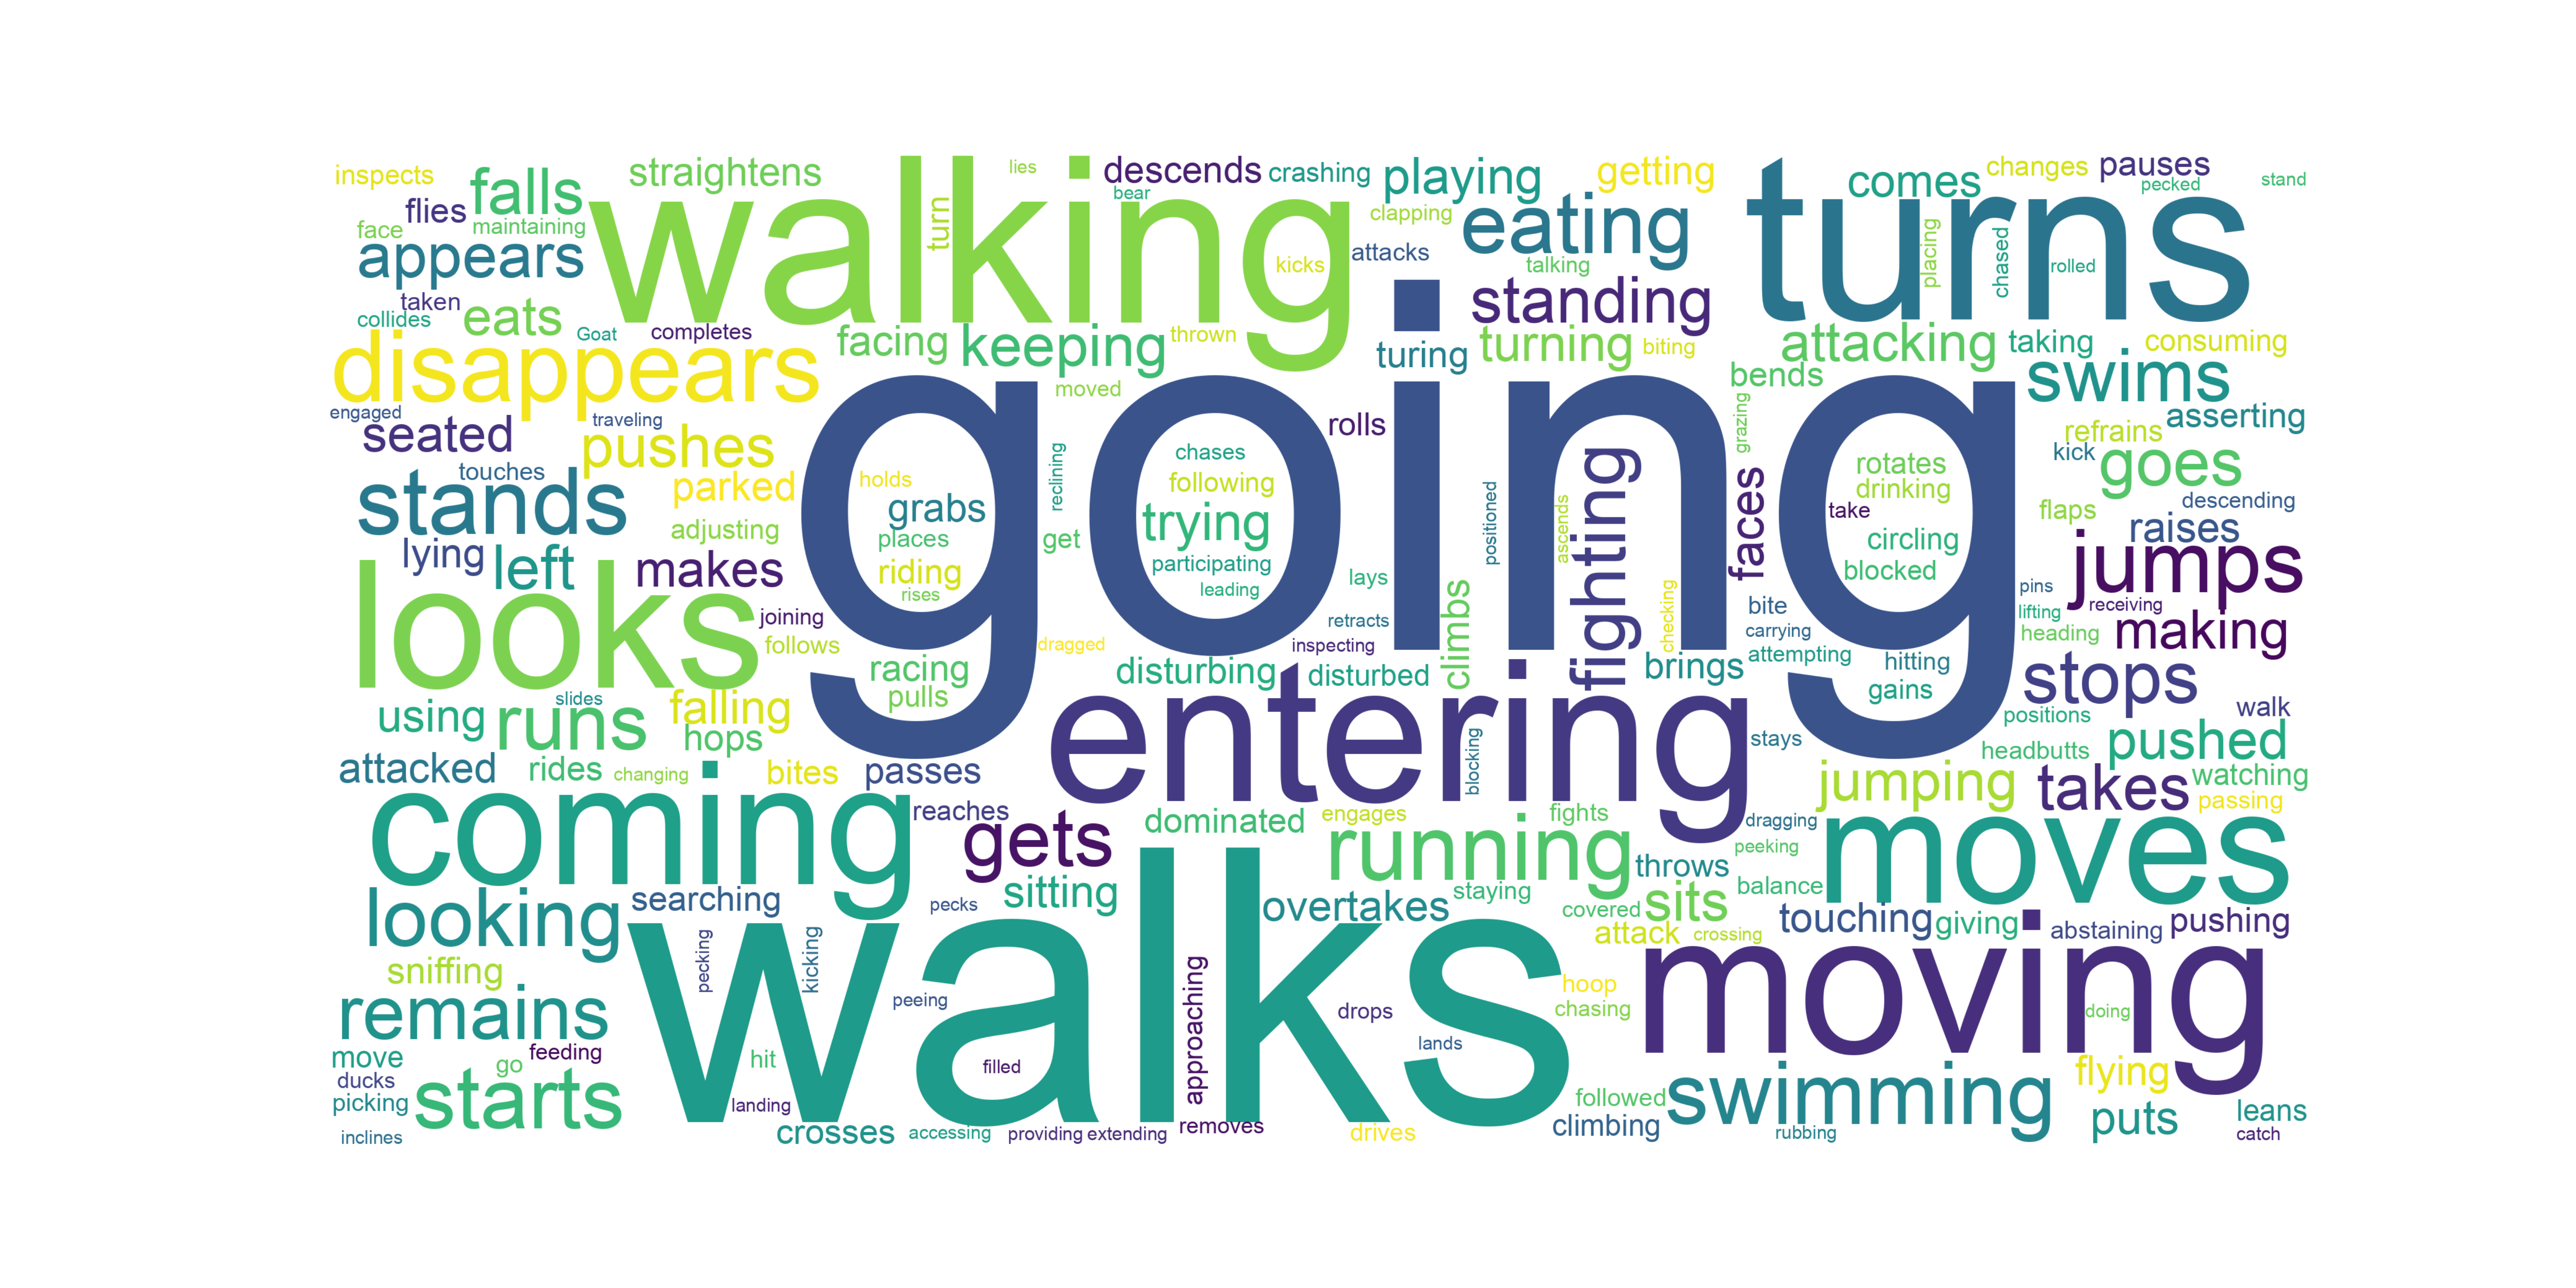 inspects
falls
straightens
lies
descends
crashing
playing
getting
comes
changes
pauses
pecked
stand
flies
face
maintaining
walking
turn
bear
clapping
eating
turns
appears
kicks
attacks
talking
placing
chased
rolled
taken
collides
eats
Goat
completes
facing
keeping
thrown
standing
turing
turning
biting
attacking
taking
consuming
disappears
moved
going
bends
swims
engaged
traveling
seated
pushes
rolls
grazing
asserting
refrains
kick
goes
touches
stands
parked
holds
grabs
reclining
chases
following
trying
positioned
ascends
fighting
faces
rotates
drinking
take
flaps
descending
raises
adjusting
places
get
participating
circling
blocked
jumps
lying
left
makes
riding
rises
leading
lays
climbs
checking
bite
pins
receiving
looks
joining
follows
retracts
carrying
lifting
heading
making
dragged
inspecting
racing
pulls
disturbing
disturbed
brings
attempting
hitting
gains
stops
using
slides
runs
falling
hops
entering
positions
walk
stays
headbutts
pushed
attacked
rides
changing
bites
passes
blocking
jumping
takes
watching
passing
coming
reaches
gets
dominated
engages
fights
running
dragging
peeking
moves
throws
looking
searching
pecks
sitting
overtakes
staying
covered
sits
balance
touching
giving
abstaining
pushing
attack
crossing
walks
moving
sniffing
pecking
kicking
peeing
approaching
drops
hoop
chasing
doing
remains
move
go
feeding
hit
filled
lands
ducks
picking
starts
landing
followed
swimming
flying
puts
leans
catch
inclines
crosses
accessing
providing
extending
removes
drives
climbing
rubbing